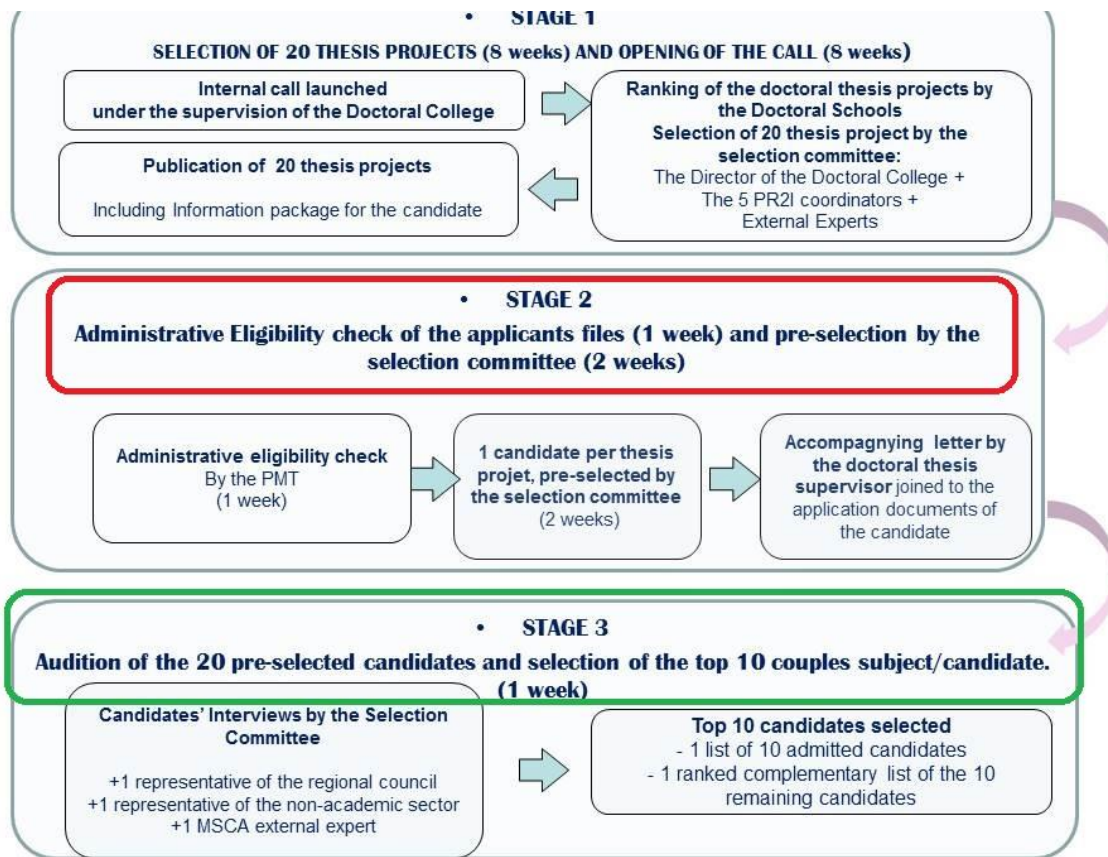 • STAGE 1
SELECTION OF 20 THESIS PROJECTS (8 weeks) AND OPENING OF THE CALL (8 weeks)
Internal call launched
under the supervision of the Doctoral College
Ranking of the doctoral thesis projects by
the Doctoral Schools
Selection of 20 thesis project by the
selection committee:
The Director of the Doctoral College +
The 5 PR2I coordinators +
External Experts
Publication of 20 thesis projects
Including Information package for the candidate
• STAGE 2
Administrative Eligibility check of the applicants files (1 week) and pre-selection by the
selection committee (2 weeks)
Administrative eligibility check
By the PMT
(1 week)
1 candidate per thesis
projet, pre-selected by
the selection committee
(2 weeks)
Accompagnying letter by
the doctoral thesis
supervisor joined to the
application documents of
the candidate
• STAGE 3
Audition of the 20 pre-selected candidates and selection of the top 10 couples subject/candidate.
(1 week)
Candidates' Interviews by the Selection
Committee
+1 representative of the regional council
+1 representative of the non-academic sector
+1 MSCA external expert
Top 10 candidates selected
- 1 list of 10 admitted candidates
- 1 ranked complementary list of the 10
remaining candidates